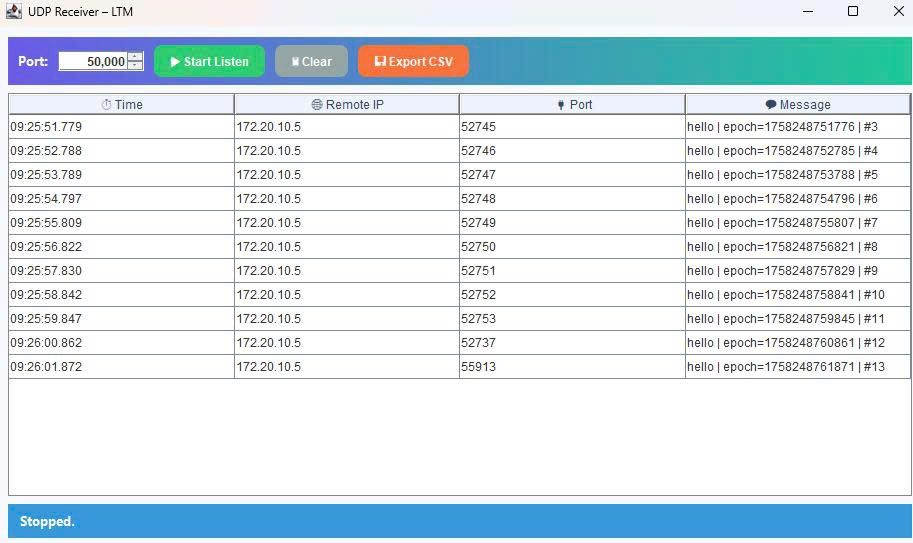 UDP Receiver – LTM
Port: 50,000 Start Listen Clear Export CSV
Time Remote IP Port Message
09:25:51.779 172.20.10.5 52745 hello | epoch=1758248751776 | #3
09:25:52.788 172.20.10.5 52746 hello | epoch=1758248752785 | #4
09:25:53.789 172.20.10.5 52747 hello | epoch=1758248753788 | #5
09:25:54.797 172.20.10.5 52748 hello | epoch=1758248754796 | #6
09:25:55.809 172.20.10.5 52749 hello | epoch=1758248755807 | #7
09:25:56.822 172.20.10.5 52750 hello | epoch=1758248756821 | #8
09:25:57.830 172.20.10.5 52751 hello | epoch=1758248757829 | #9
09:25:58.842 172.20.10.5 52752 hello | epoch=1758248758841 | #10
09:25:59.847 172.20.10.5 52753 hello | epoch=1758248759845 | #11
09:26:00.862 172.20.10.5 52737 hello | epoch=1758248760861 | #12
09:26:01.872 172.20.10.5 55913 hello | epoch=1758248761871 | #13
Stopped.